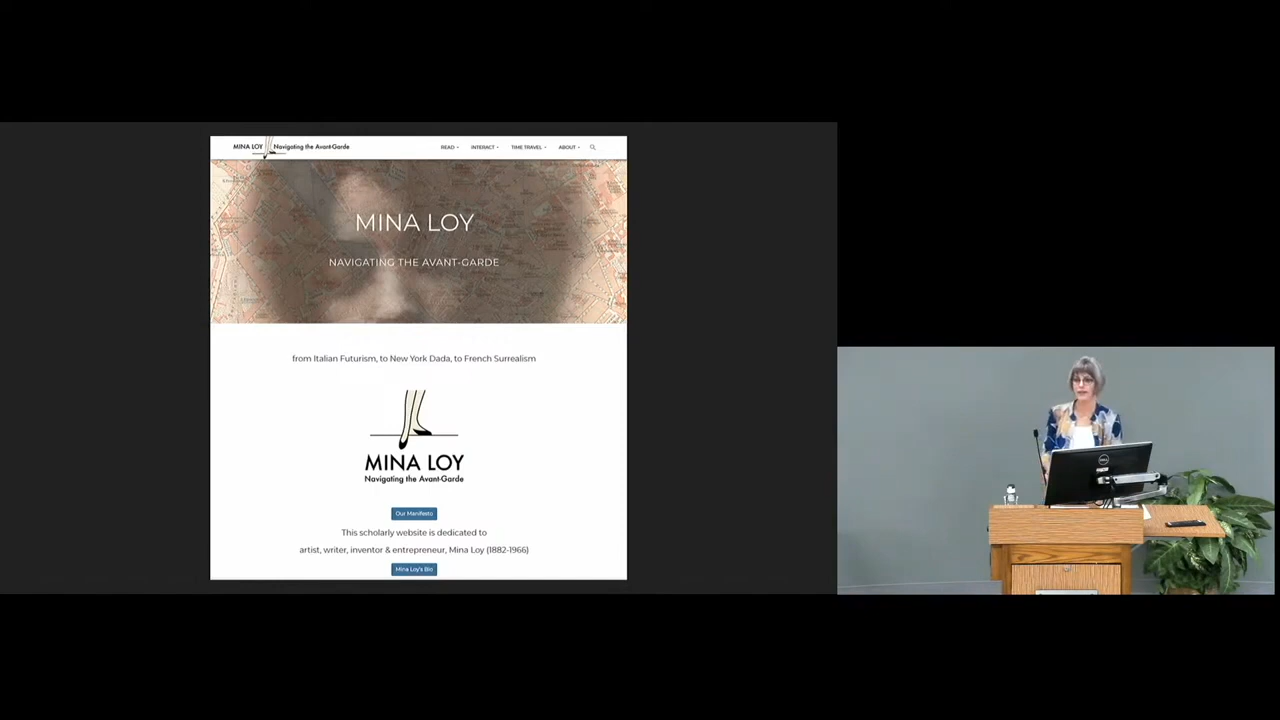 MINA LOY Navigating the Avant-Garde
READ INTERACT TIME TRAVEL ABOUT
MINA LOY
NAVIGATING THE AVANT-GARDE
from Italian Futurism, to New York Dada, to French Surrealism
MINA LOY
Navigating the Avant-Garde
Our Manifesto
This scholarly website is dedicated to
artist, writer, inventor & entrepreneur, Mina Loy (1882-1966)
Mina Loy's Bio
DELL